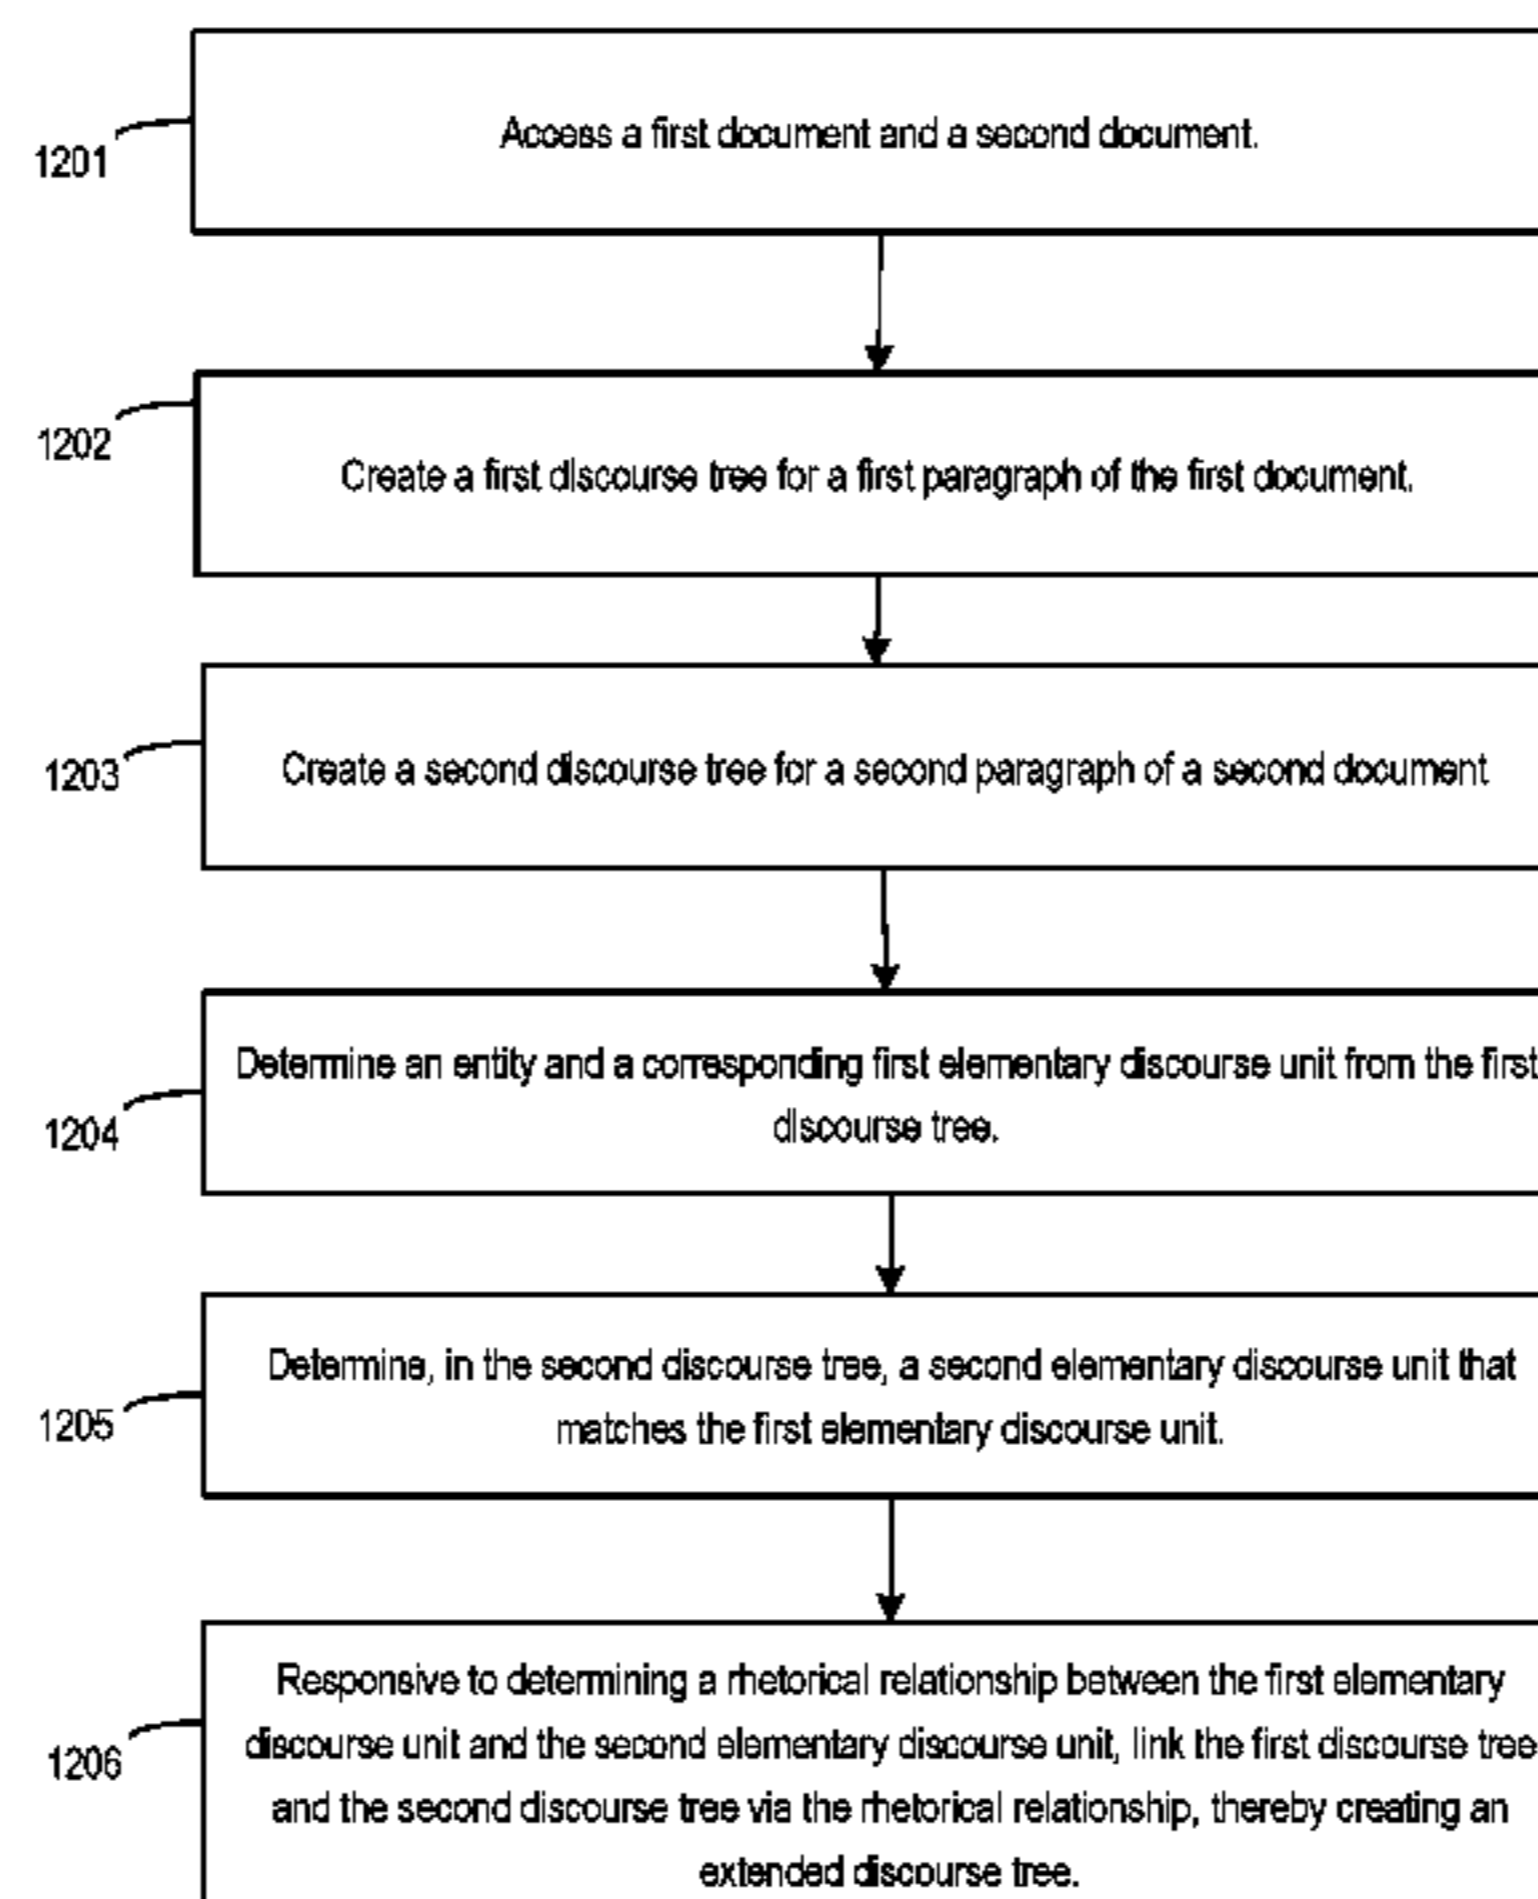 1201
Access a first document and a second document.
1202
Create a first discourse tree for a first paragraph of the first document.
1203
Create a second discourse tree for a second paragraph of a second document
1204
Determine an entity and a corresponding first elementary discourse unit from the first
discourse tree.
1205
Determine, in the second discourse tree, a second elementary discourse unit that
matches the first elementary discourse unit.
1206
Responsive to determining a rhetorical relationship between the first elementary
discourse unit and the second elementary discourse unit, link the first discourse tree
and the second discourse tree via the rhetorical relationship, thereby creating an
extended discourse tree.